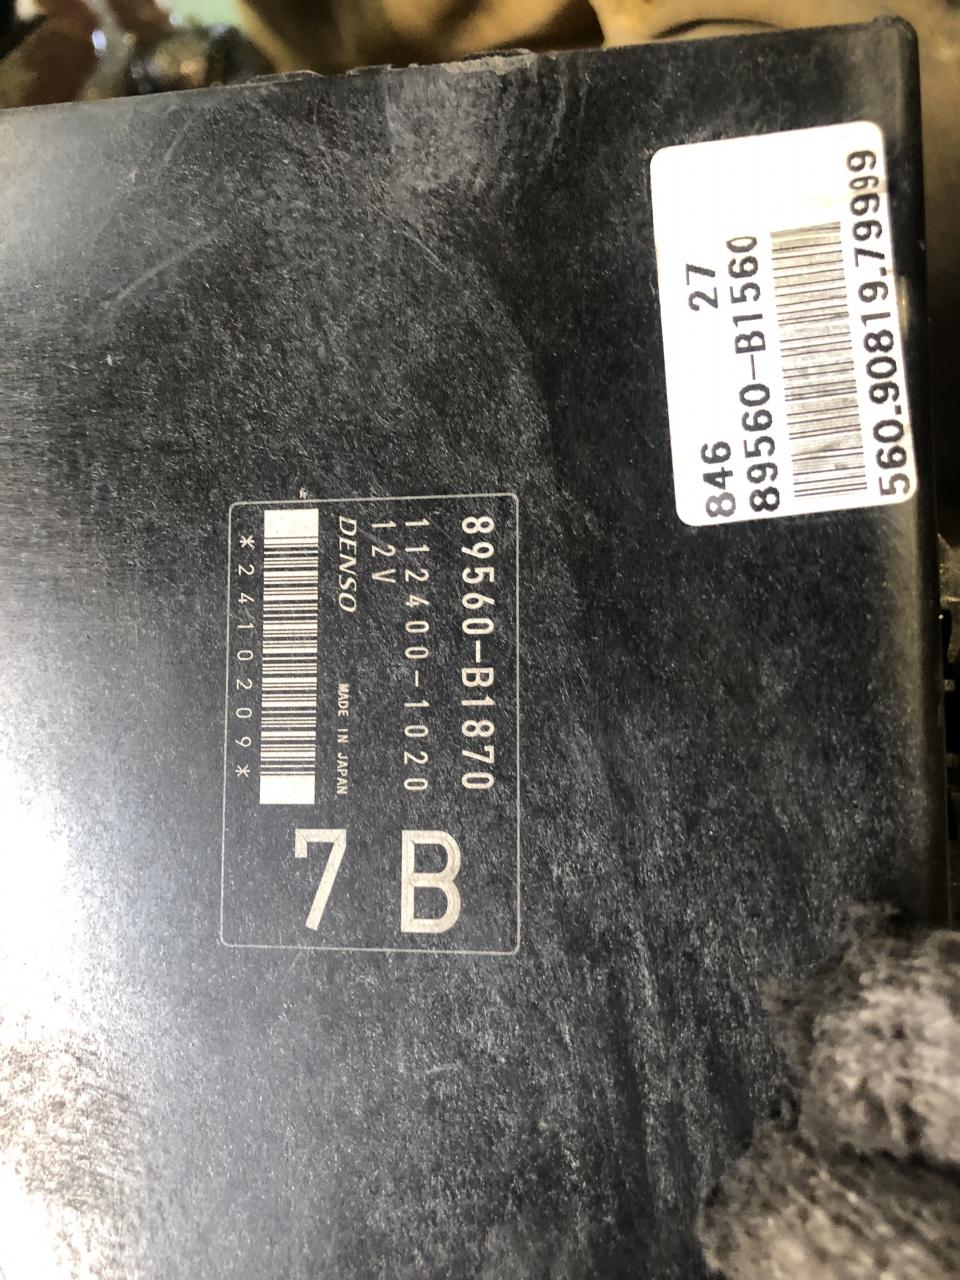 846 27
89560-B1560
560-90819.79999
89560-B1870
112400-1020
12V
DENSO MADE IN JAPAN
*2410209*
7B